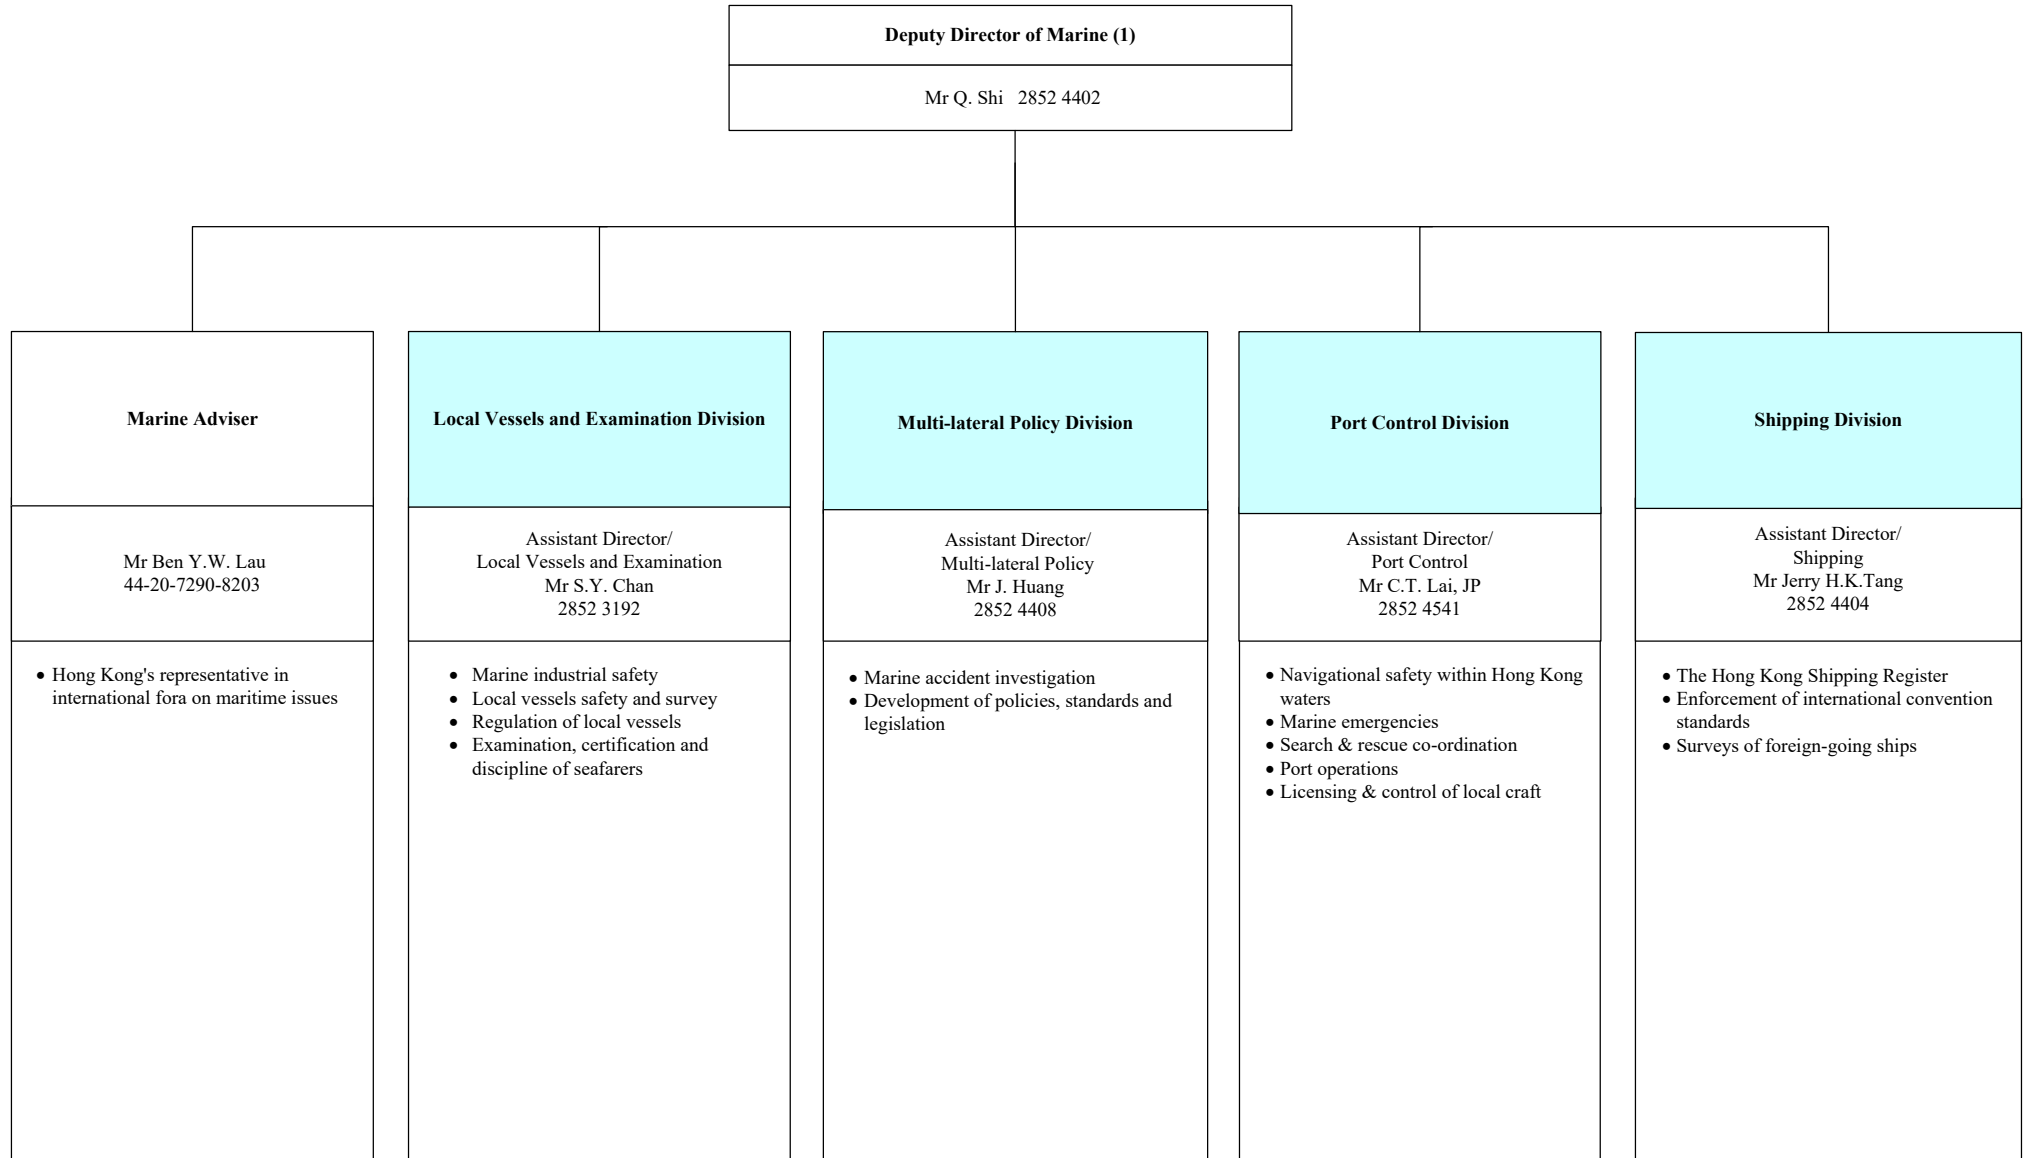 Deputy Director of Marine (1)
Mr Q. Shi 2852 4402
Marine Adviser
Mr Ben Y.W. Lau
44-20-7290-8203
• Hong Kong's representative in
international fora on maritime issues
Local Vessels and Examination Division
Assistant Director/
Local Vessels and Examination
Mr S.Y. Chan
2852 3192
• Marine industrial safety
• Local vessels safety and survey
• Regulation of local vessels
• Examination, certification and
discipline of seafarers
Multi-lateral Policy Division
Assistant Director/
Multi-lateral Policy
Mr J. Huang
2852 4408
• Marine accident investigation
• Development of policies, standards and
legislation
Port Control Division
Assistant Director/
Port Control
Mr C.T. Lai, JP
2852 4541
• Navigational safety within Hong Kong
waters
• Marine emergencies
• Search & rescue co-ordination
• Port operations
• Licensing & control of local craft
Shipping Division
Assistant Director/
Shipping
Mr Jerry H.K.Tang
2852 4404
• The Hong Kong Shipping Register
• Enforcement of international convention
standards
• Surveys of foreign-going ships